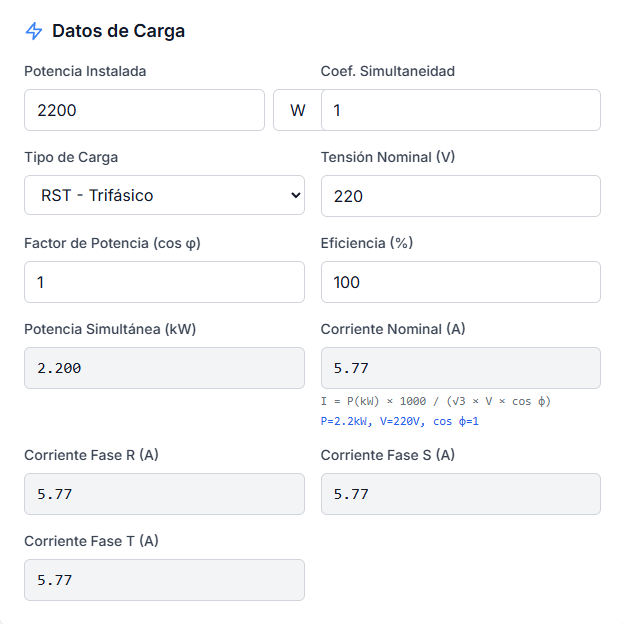 Datos de Carga
Potencia Instalada
Coef. Simultaneidad
2200
W
1
Tipo de Carga
Tensión Nominal (V)
RST - Trifásico
220
Factor de Potencia (cos φ)
Eficiencia (%)
1
100
Potencia Simultánea (kW)
Corriente Nominal (A)
2.200
5.77
I = P(kW) × 1000 / (√3 × V × cos ϕ)
P=2.2kW, V=220V, cos ϕ=1
Corriente Fase R (A)
Corriente Fase S (A)
5.77
5.77
Corriente Fase T (A)
5.77